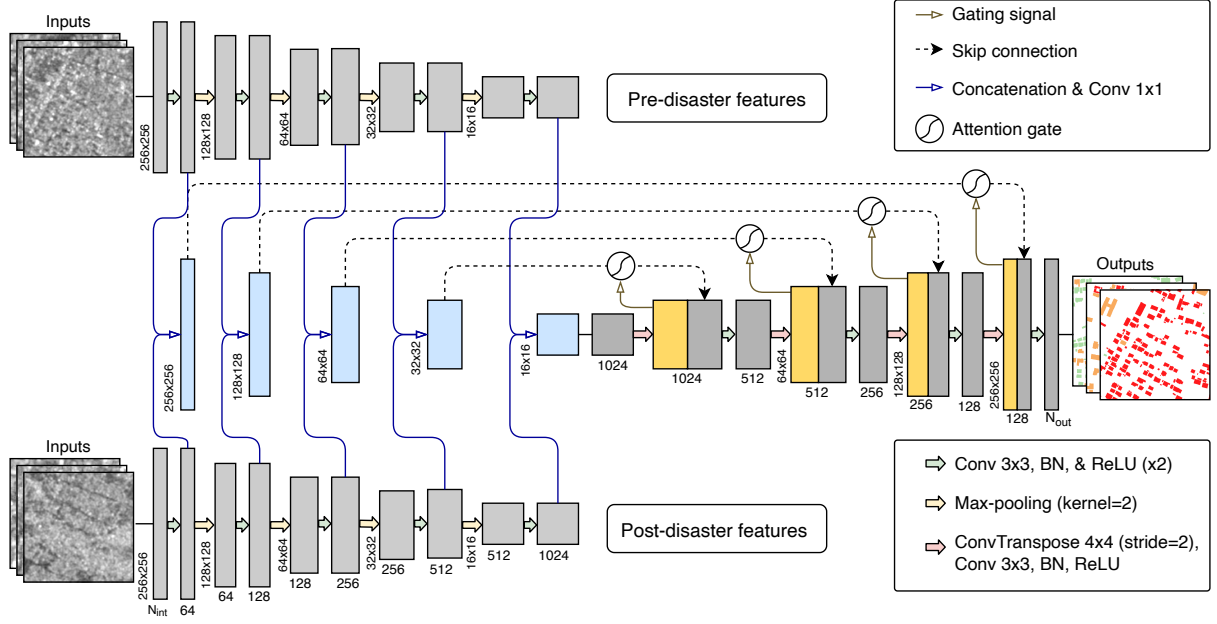 Inputs
256x256
128x128
64x64
32x32
16x16
Pre-disaster features
Gating signal
Skip connection
Concatenation & Conv 1x1
Attention gate
256x256
128x128
64x64
32x32
16x16
1024
1024
512
64x64
512
256
128x128
256
128
256x256
128
Nout
Outputs
Inputs
256x256
Nint
64
128x128
64
128
64x64
128
256
32x32
256
512
16x16
512
1024
Post-disaster features
Conv 3x3, BN, & ReLU (x2)
Max-pooling (kernel=2)
ConvTranspose 4x4 (stride=2),
Conv 3x3, BN, ReLU